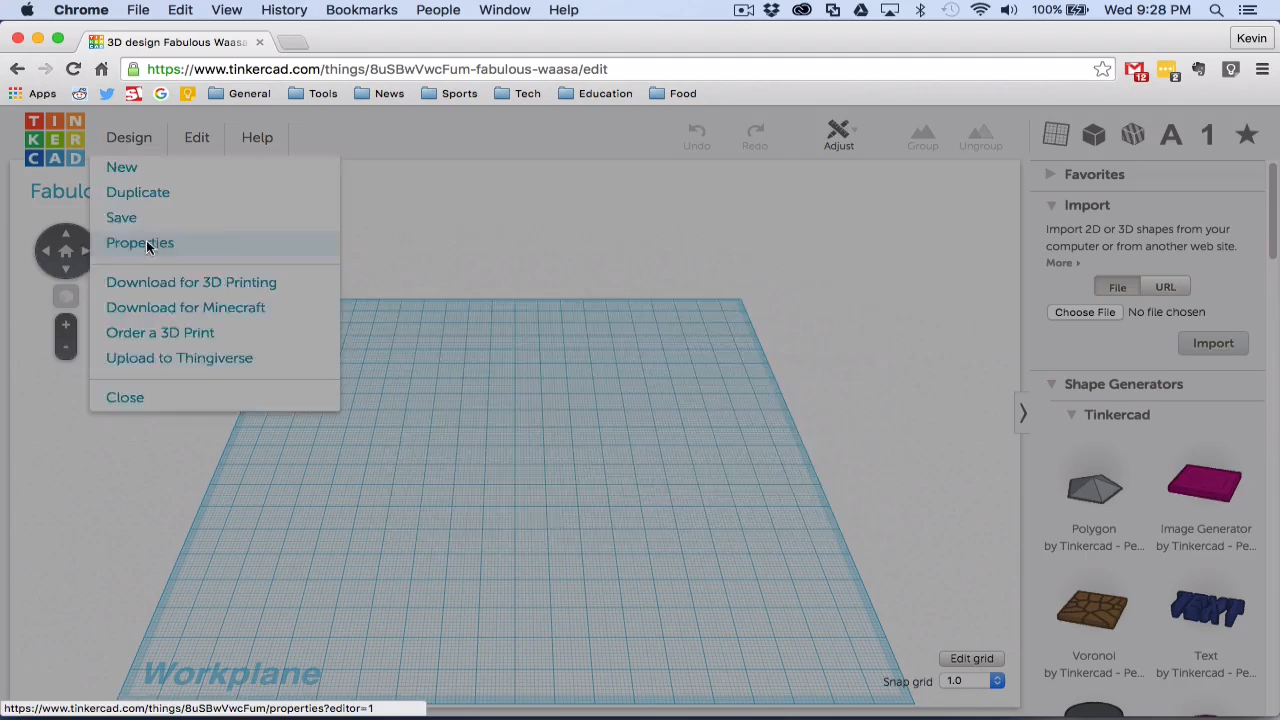 Chrome File Edit View History Bookmarks People Window Help 100% Wed 9:28 PM
3D design Fabulous Waasa Kevin
https://www.tinkercad.com/things/8uSBwVwcFum-fabulous-waasa/edit 12 2
Apps General Tools News Sports Tech Education Food
TIN
KER
CAD
Design Edit Help Undo Redo Adjust Group Ungroup A 1
Fabulo
New
Duplicate
Save
Properties
Download for 3D Printing
Download for Minecraft
Order a 3D Print
Upload to Thingiverse
Close
Favorites
Import
Import 2D or 3D shapes from your
computer or from another web site.
More
File URL
Choose File No file chosen
Import
Shape Generators
Tinkercad
Polygon
by Tinkercad - Pe...
Image Generator
by Tinkercad - Pe...
Voronoi
by Tinkercad - Pe...
TEXT
Text
by Tinkercad - Pe...
Workplane
Edit grid
Snap grid 1.0
https://www.tinkercad.com/things/8uSBwVwcFum/properties?editor=1